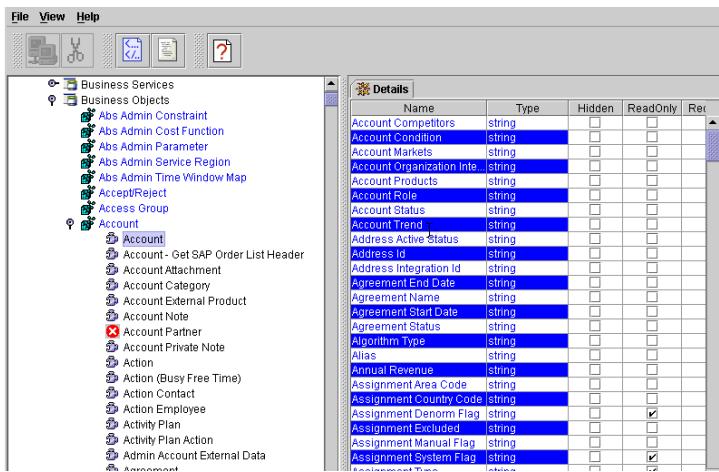 File View Help
Business Services
Business Objects
Abs Admin Constraint
Abs Admin Cost Function
Abs Admin Parameter
Abs Admin Service Region
Abs Admin Time Window Map
Accept/Reject
Access Group
Account
Account
Account - Get SAP Order List Header
Account Attachment
Account Category
Account External Product
Account Note
Account Partner
Account Private Note
Action
Action (Busy Free Time)
Action Contact
Action Employee
Activity Plan
Activity Plan Action
Admin Account External Data
Agreement
Details
Name Type Hidden ReadOnly Rec
Account Competitors string
Account Condition string
Account Markets string
Account Organization Inte... string
Account Products string
Account Role string
Account Status string
Account Trend string
Address Active Status string
Address Id string
Address Integration Id string
Agreement End Date string
Agreement Name string
Agreement Start Date string
Agreement Status string
Algorithm Type string
Alias string
Annual Revenue string
Assignment Area Code string
Assignment Country Code string
Assignment Denorm Flag string
Assignment Excluded string
Assignment Manual Flag string
Assignment System Flag string
Assignment Type string